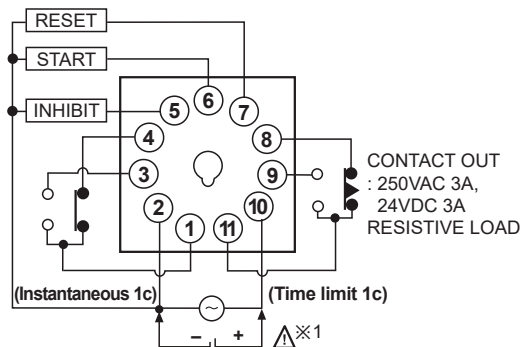 RESET
START
INHIBIT
6
5
7
4
8
3
9
2
10
1
11
CONTACT OUT
: 250VAC 3A,
24VDC 3A
RESISTIVE LOAD
(Instantaneous 1c)
~
(Time limit 1c)
− +
⚠※1